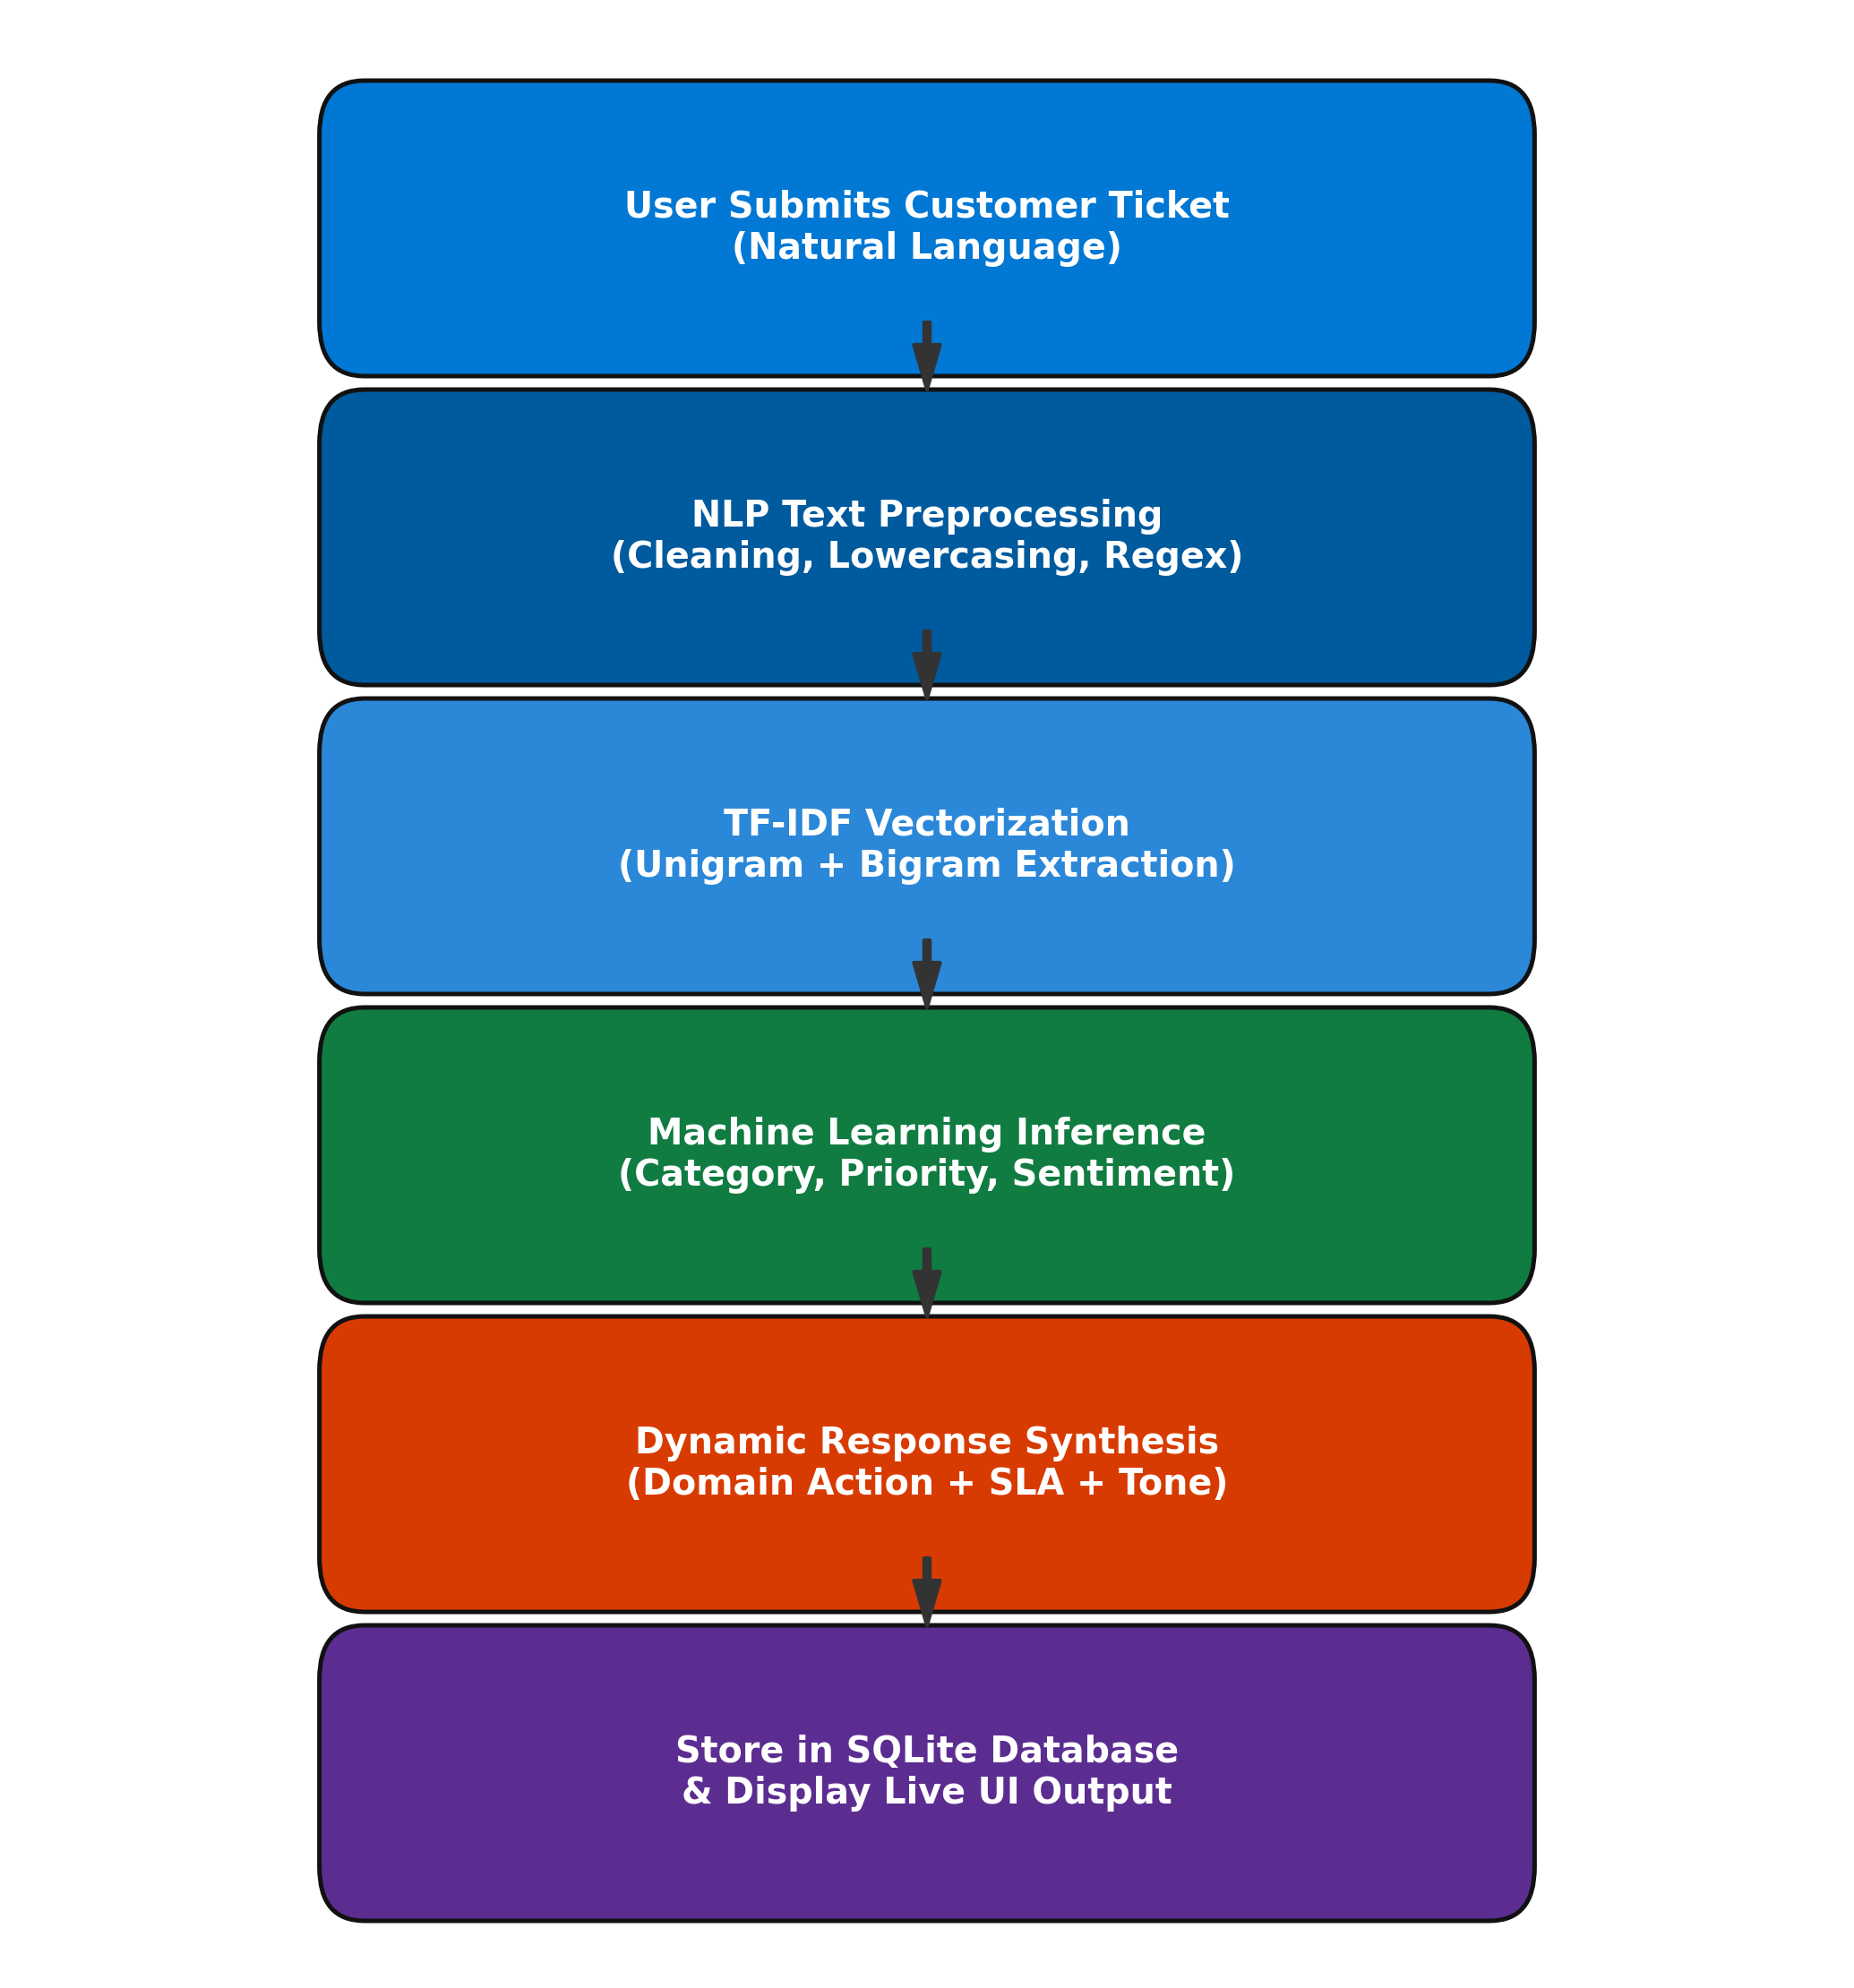 User Submits Customer Ticket
(Natural Language)
NLP Text Preprocessing
(Cleaning, Lowercasing, Regex)
TF-IDF Vectorization
(Unigram + Bigram Extraction)
Machine Learning Inference
(Category, Priority, Sentiment)
Dynamic Response Synthesis
(Domain Action + SLA + Tone)
Store in SQLite Database
& Display Live UI Output